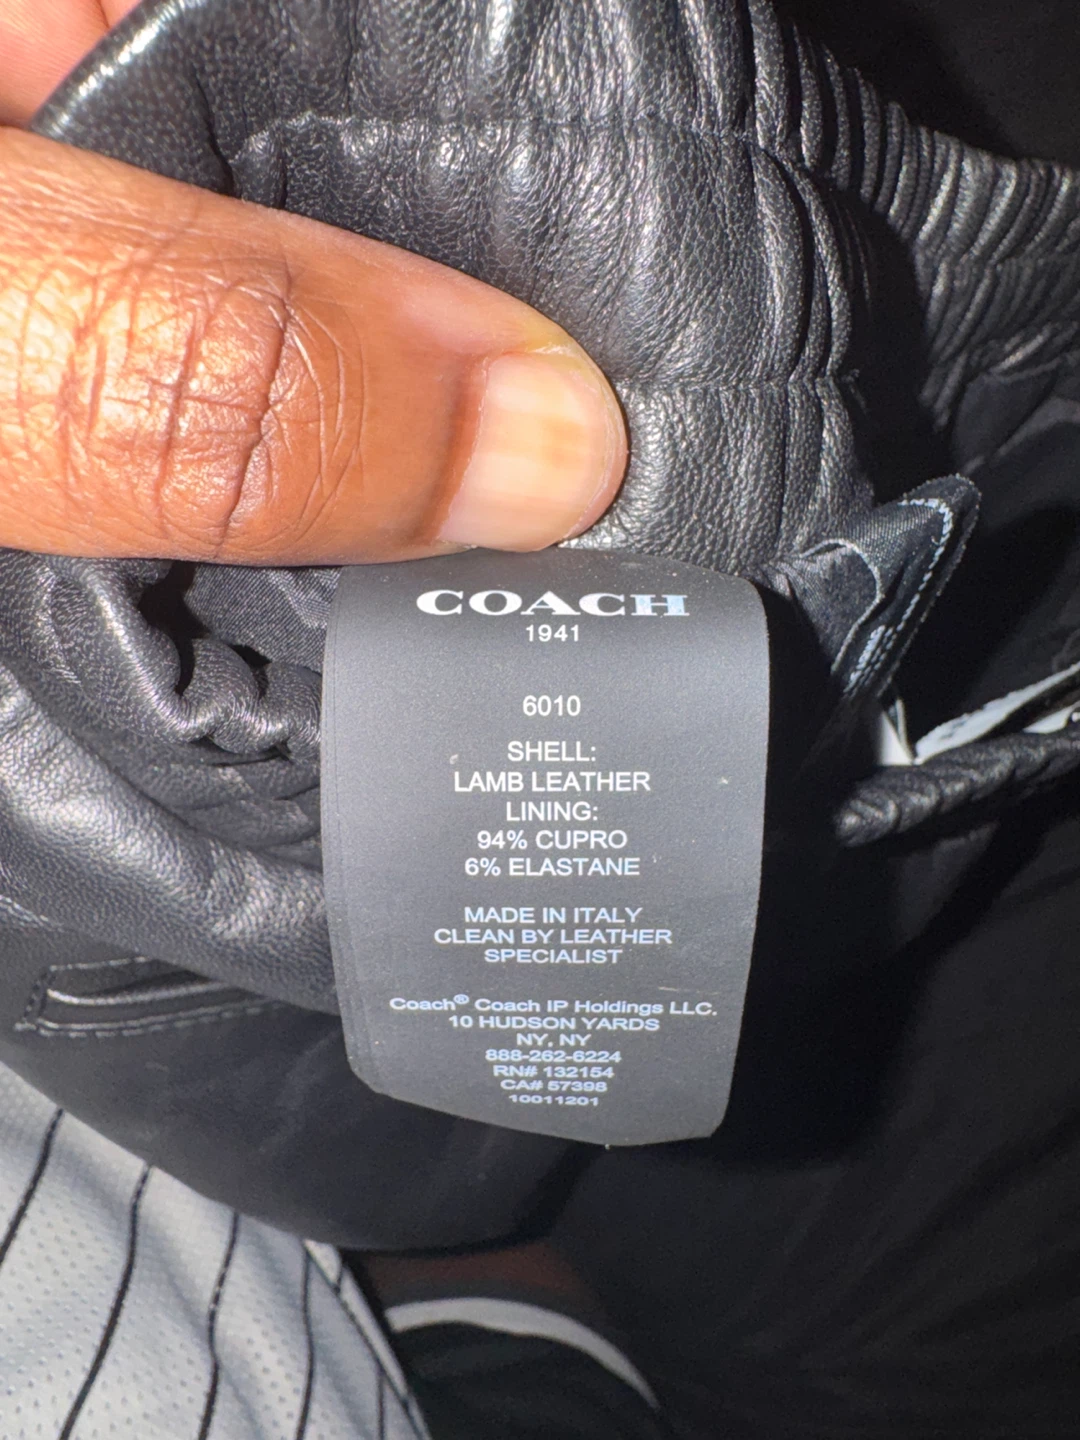 COACH
1941
6010
SHELL:
LAMB LEATHER
LINING:
94% CUPRO
6% ELASTANE
MADE IN ITALY
CLEAN BY LEATHER
SPECIALIST
Coach® Coach IP Holdings LLC.
10 HUDSON YARDS
NY, NY
888-262-6224
RN# 132154
CA# 57398
10011201